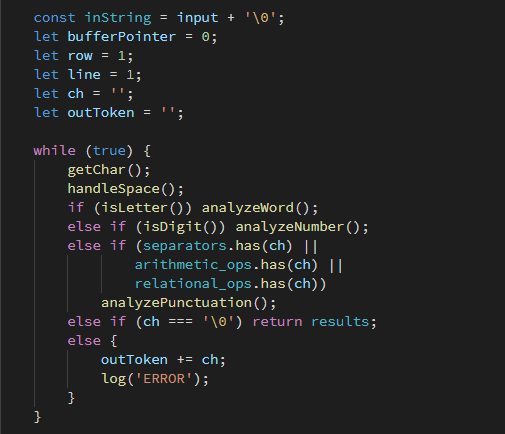 const inString = input + '\0';
let bufferPointer = 0;
let row = 1;
let line = 1;
let ch = '';
let outToken = '';

while (true) {
    getChar();
    handleSpace();
    if (isLetter()) analyzeWord();
    else if (isDigit()) analyzeNumber();
    else if (separators.has(ch) ||
            arithmetic_ops.has(ch) ||
            relational_ops.has(ch))
        analyzePunctuation();
    else if (ch === '\0') return results;
    else {
        outToken += ch;
        log('ERROR');
    }
}